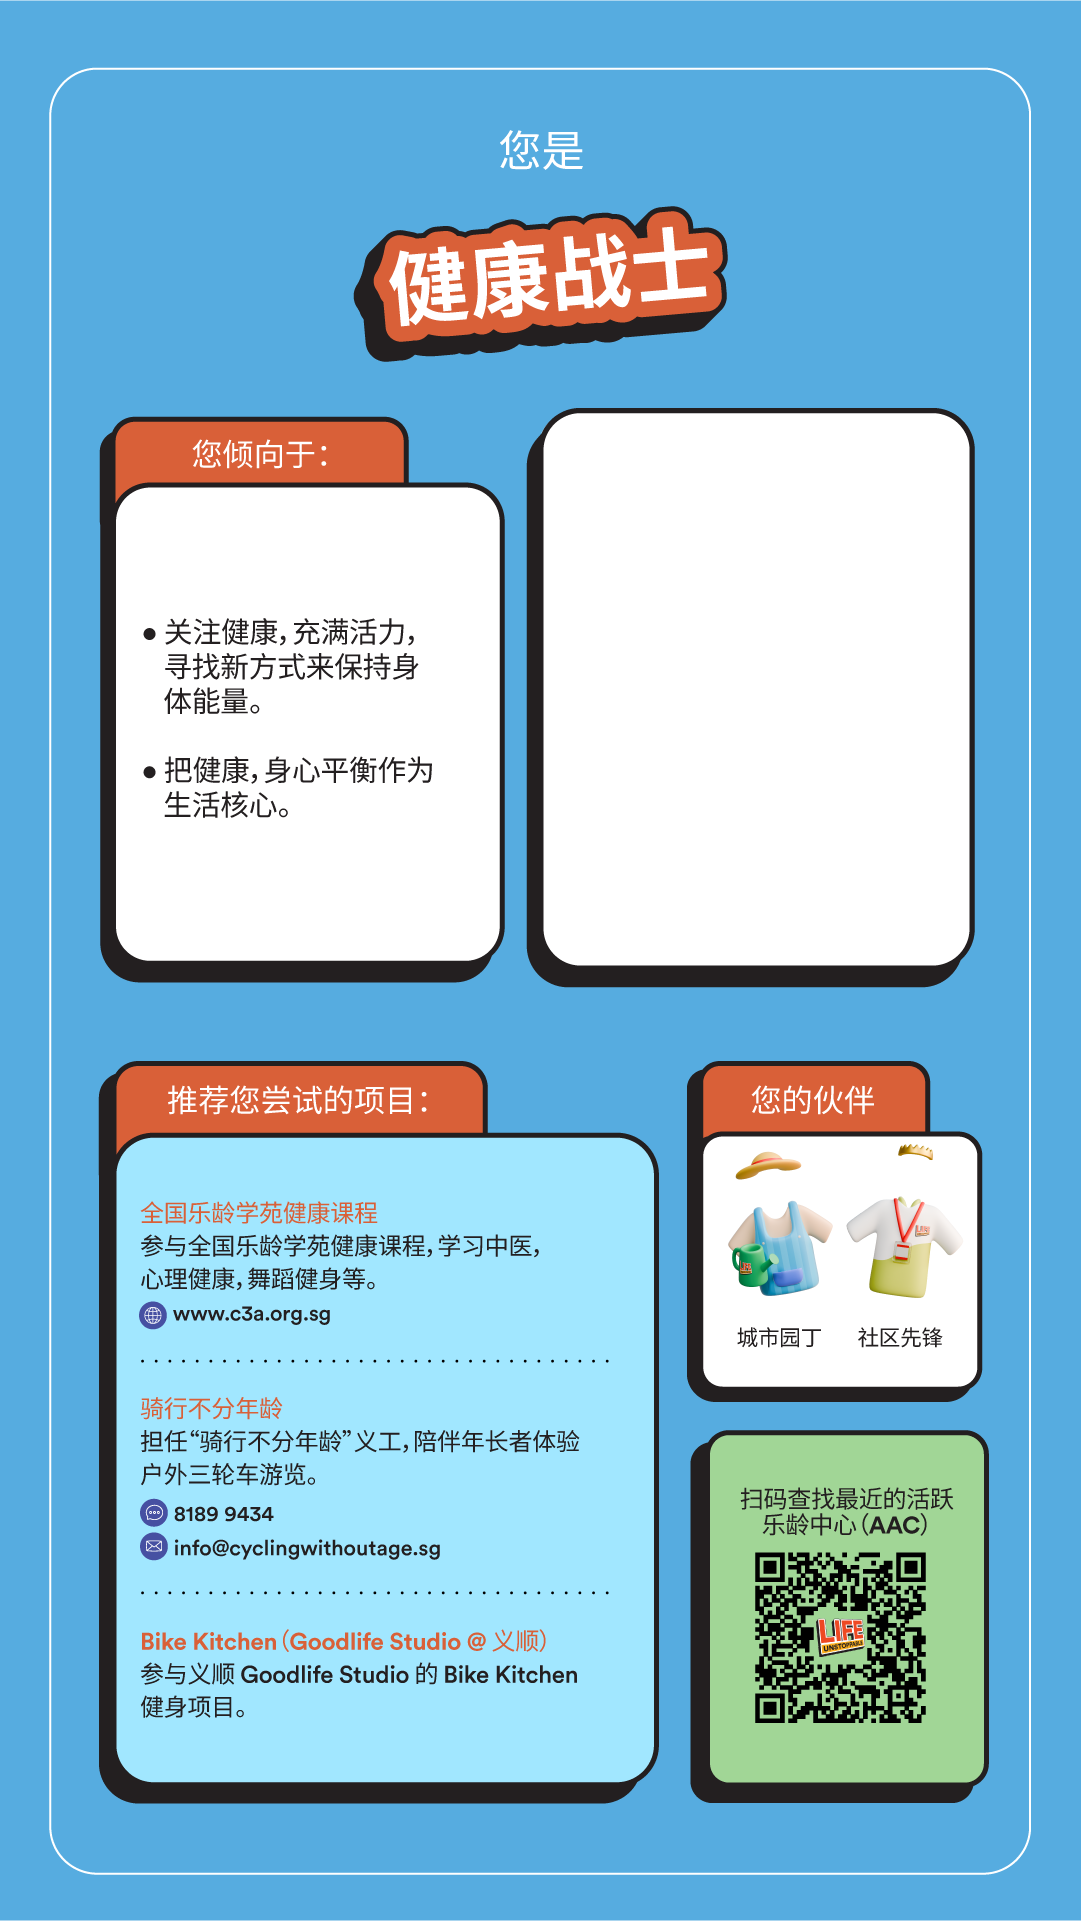 您是
健康战士
您倾向于：
● 关注健康，充满活力，
寻找新方式来保持身
体能量。
● 把健康，身心平衡作为
生活核心。
推荐您尝试的项目：
全国乐龄学苑健康课程
参与全国乐龄学苑健康课程，学习中医，
心理健康，舞蹈健身等。
www.c3a.org.sg
骑行不分年龄
担任“骑行不分年龄”义工，陪伴年长者体验
户外三轮车游览。
8189 9434
info@cyclingwithoutage.sg
Bike Kitchen（Goodlife Studio @ 义顺）
参与义顺 Goodlife Studio 的 Bike Kitchen
健身项目。
您的伙伴
LIFE
LIFE
城市园丁 社区先锋
扫码查找最近的活跃
乐龄中心（AAC）
LIFE
UNSTOPPABLE